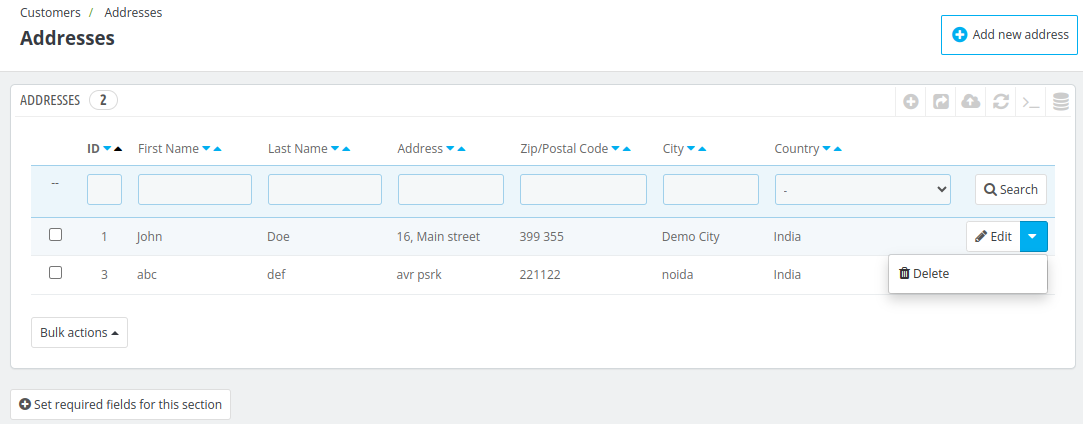 Customers / Addresses
Addresses
Add new address
ADDRESSES 2
ID First Name Last Name Address Zip/Postal Code City Country
-- - Search
1 John Doe 16, Main street 399 355 Demo City India Edit
3 abc def avr psrk 221122 noida India Delete
Bulk actions
Set required fields for this section